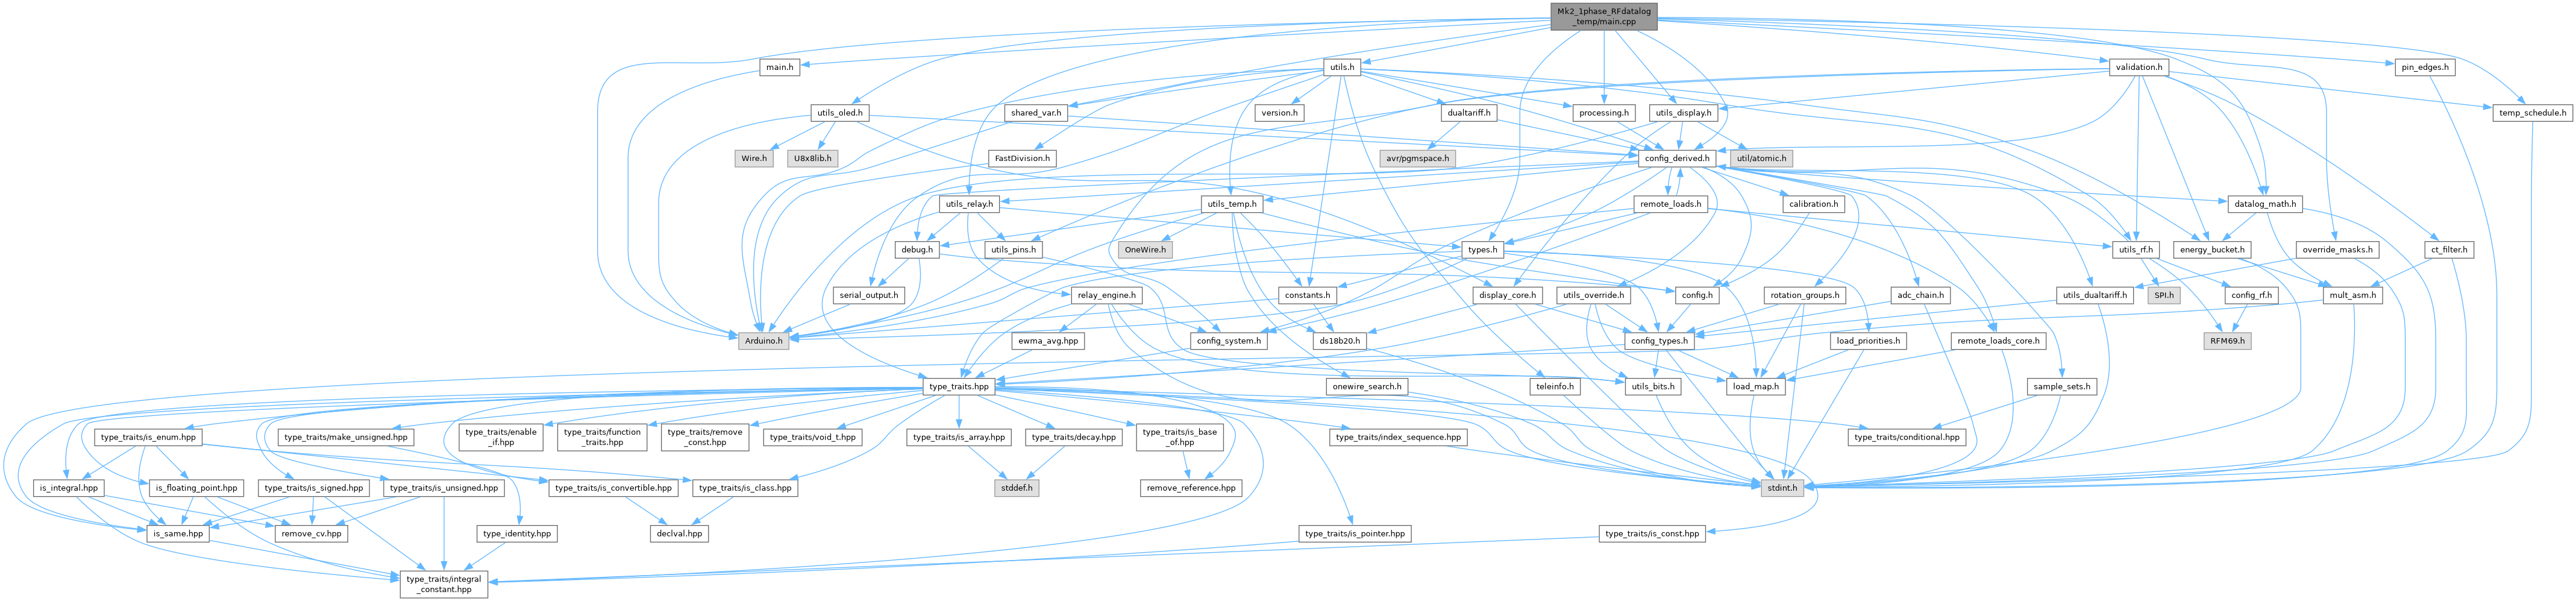 Mk2_1phase_RFdatalog
_temp/main.cpp
main.h
utils.h
validation.h
pin_edges.h
utils_oled.h
shared_var.h
version.h
dualtariff.h
processing.h
utils_display.h
temp_schedule.h
Wire.h
U8x8lib.h
FastDivision.h
avr/pgmspace.h
config_derived.h
util/atomic.h
utils_relay.h
utils_temp.h
remote_loads.h
calibration.h
datalog_math.h
debug.h
utils_pins.h
OneWire.h
types.h
utils_rf.h
energy_bucket.h
override_masks.h
ct_filter.h
serial_output.h
relay_engine.h
constants.h
display_core.h
utils_override.h
config.h
rotation_groups.h
adc_chain.h
utils_dualtariff.h
SPI.h
config_rf.h
mult_asm.h
Arduino.h
ewma_avg.hpp
config_system.h
ds18b20.h
config_types.h
load_priorities.h
remote_loads_core.h
RFM69.h
type_traits.hpp
onewire_search.h
teleinfo.h
utils_bits.h
load_map.h
sample_sets.h
type_traits/is_enum.hpp
type_traits/make_unsigned.hpp
type_traits/enable
_if.hpp
type_traits/function
_traits.hpp
type_traits/remove
_const.hpp
type_traits/void_t.hpp
type_traits/is_array.hpp
type_traits/decay.hpp
type_traits/is_base
_of.hpp
type_traits/index_sequence.hpp
type_traits/conditional.hpp
is_integral.hpp
is_floating_point.hpp
type_traits/is_signed.hpp
type_traits/is_unsigned.hpp
type_traits/is_convertible.hpp
type_traits/is_class.hpp
stddef.h
remove_reference.hpp
stdint.h
is_same.hpp
remove_cv.hpp
type_identity.hpp
declval.hpp
type_traits/is_pointer.hpp
type_traits/is_const.hpp
type_traits/integral
_constant.hpp